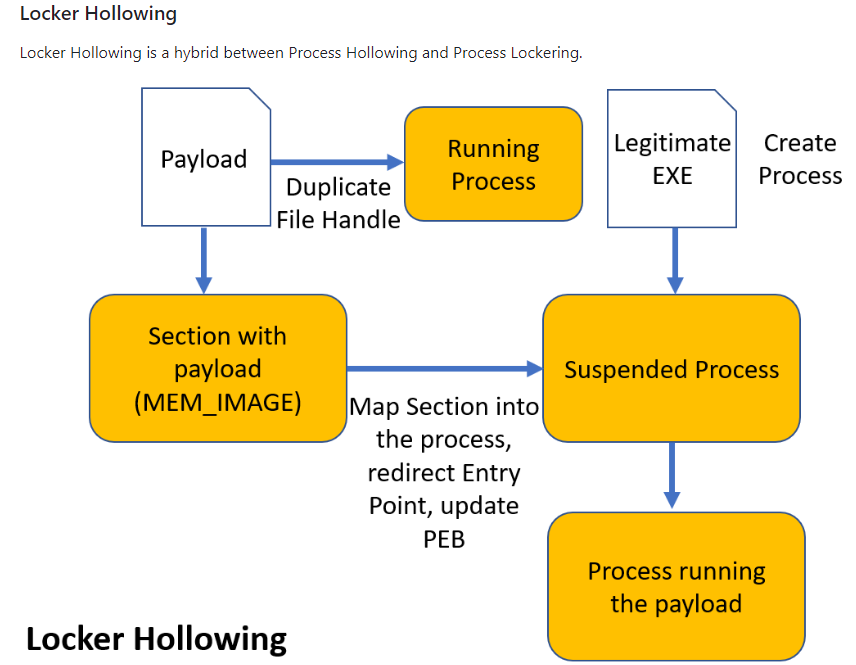 Locker Hollowing
Locker Hollowing is a hybrid between Process Hollowing and Process Lockering.
Payload
Duplicate
File Handle
Running
Process
Legitimate
EXE
Create
Process
Section with
payload
(MEM_IMAGE)
Map Section into
the process,
redirect Entry
Point, update
PEB
Suspended Process
Process running
the payload
Locker Hollowing